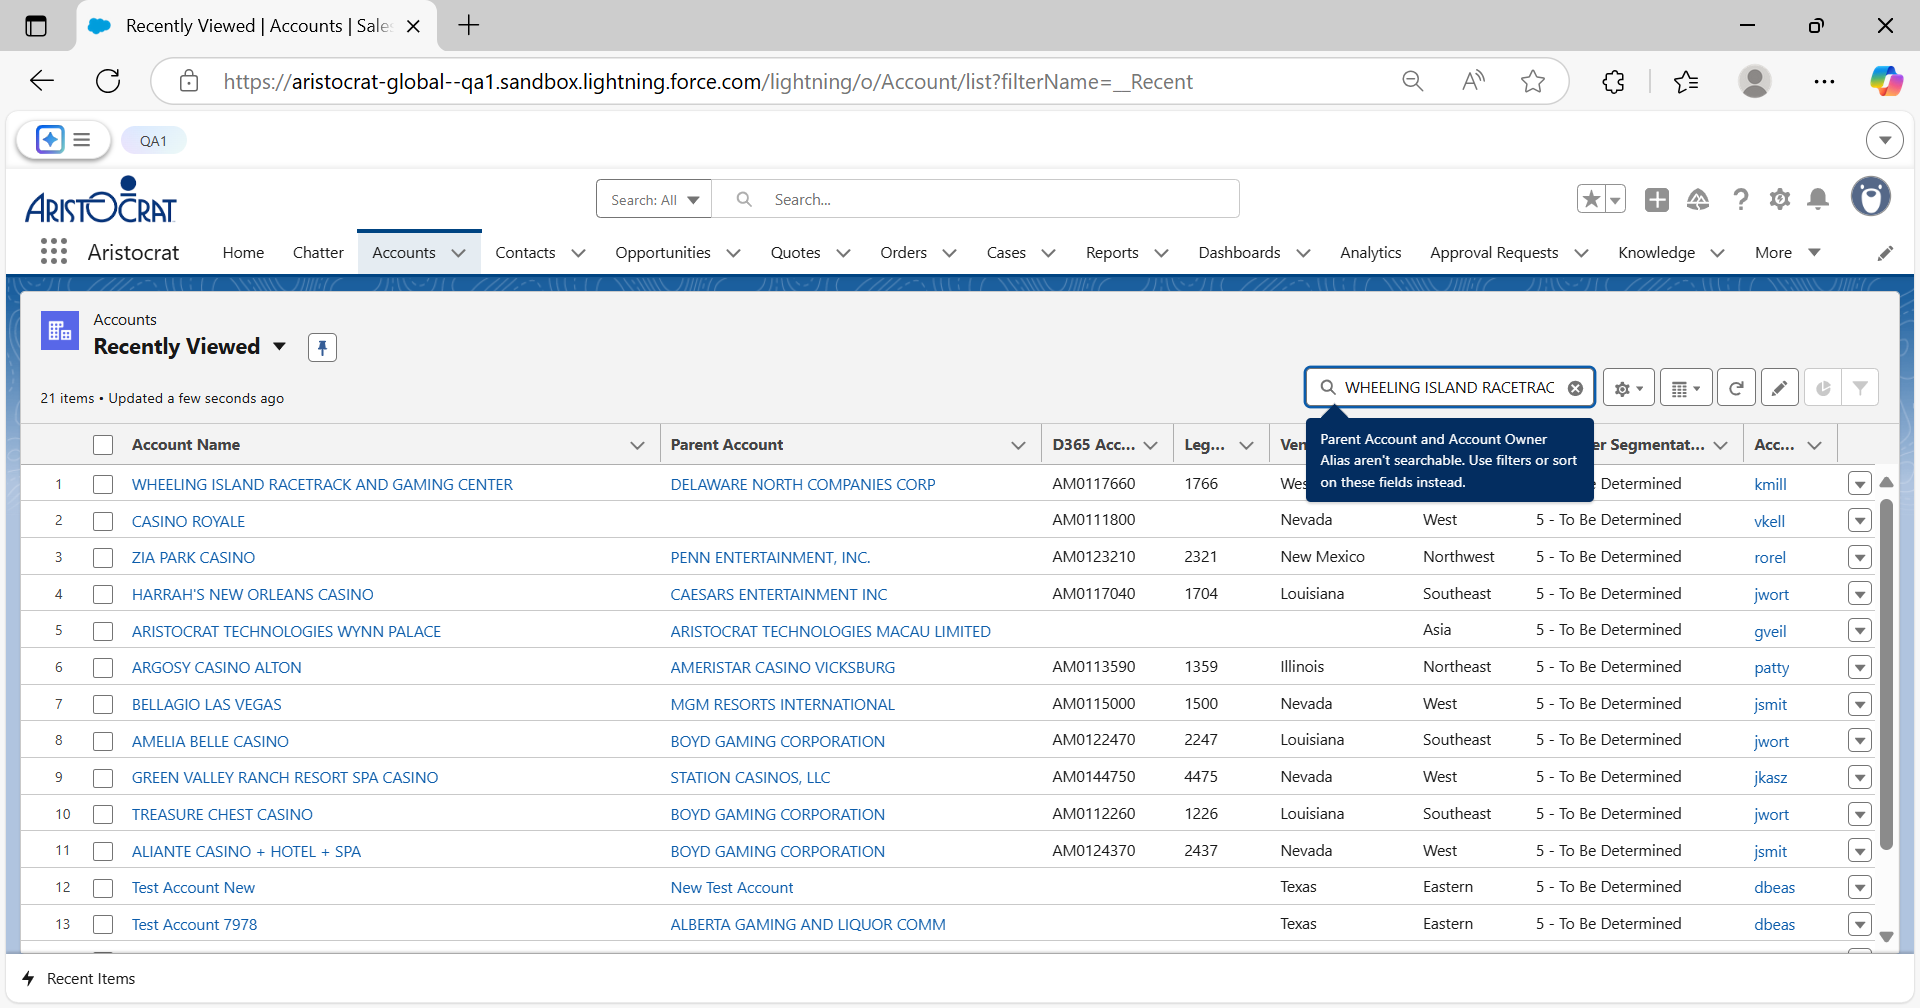 Recently Viewed | Accounts | Sales
https://aristocrat-global--qa1.sandbox.lightning.force.com/lightning/o/Account/list?filterName=__Recent
QA1
ARISTOCRAT
Search: All
Search...
Aristocrat
Home
Chatter
Accounts
Contacts
Opportunities
Quotes
Orders
Cases
Reports
Dashboards
Analytics
Approval Requests
Knowledge
More
Accounts
Recently Viewed
21 items • Updated a few seconds ago
WHEELING ISLAND RACETRAC
Parent Account and Account Owner
Alias aren't searchable. Use filters or sort
on these fields instead.
Account Name Parent Account D365 Acc... Leg... Ven er Segmentat... Acc...
1 WHEELING ISLAND RACETRACK AND GAMING CENTER DELAWARE NORTH COMPANIES CORP AM0117660 1766 Wes e Determined kmill
2 CASINO ROYALE AM0111800 Nevada West 5 - To Be Determined vkell
3 ZIA PARK CASINO PENN ENTERTAINMENT, INC. AM0123210 2321 New Mexico Northwest 5 - To Be Determined rorel
4 HARRAH'S NEW ORLEANS CASINO CAESARS ENTERTAINMENT INC AM0117040 1704 Louisiana Southeast 5 - To Be Determined jwort
5 ARISTOCRAT TECHNOLOGIES WYNN PALACE ARISTOCRAT TECHNOLOGIES MACAU LIMITED Asia 5 - To Be Determined gveil
6 ARGOSY CASINO ALTON AMERISTAR CASINO VICKSBURG AM0113590 1359 Illinois Northeast 5 - To Be Determined patty
7 BELLAGIO LAS VEGAS MGM RESORTS INTERNATIONAL AM0115000 1500 Nevada West 5 - To Be Determined jsmit
8 AMELIA BELLE CASINO BOYD GAMING CORPORATION AM0122470 2247 Louisiana Southeast 5 - To Be Determined jwort
9 GREEN VALLEY RANCH RESORT SPA CASINO STATION CASINOS, LLC AM0144750 4475 Nevada West 5 - To Be Determined jkasz
10 TREASURE CHEST CASINO BOYD GAMING CORPORATION AM0112260 1226 Louisiana Southeast 5 - To Be Determined jwort
11 ALIANTE CASINO + HOTEL + SPA BOYD GAMING CORPORATION AM0124370 2437 Nevada West 5 - To Be Determined jsmit
12 Test Account New New Test Account Texas Eastern 5 - To Be Determined dbeas
13 Test Account 7978 ALBERTA GAMING AND LIQUOR COMM Texas Eastern 5 - To Be Determined dbeas
Recent Items